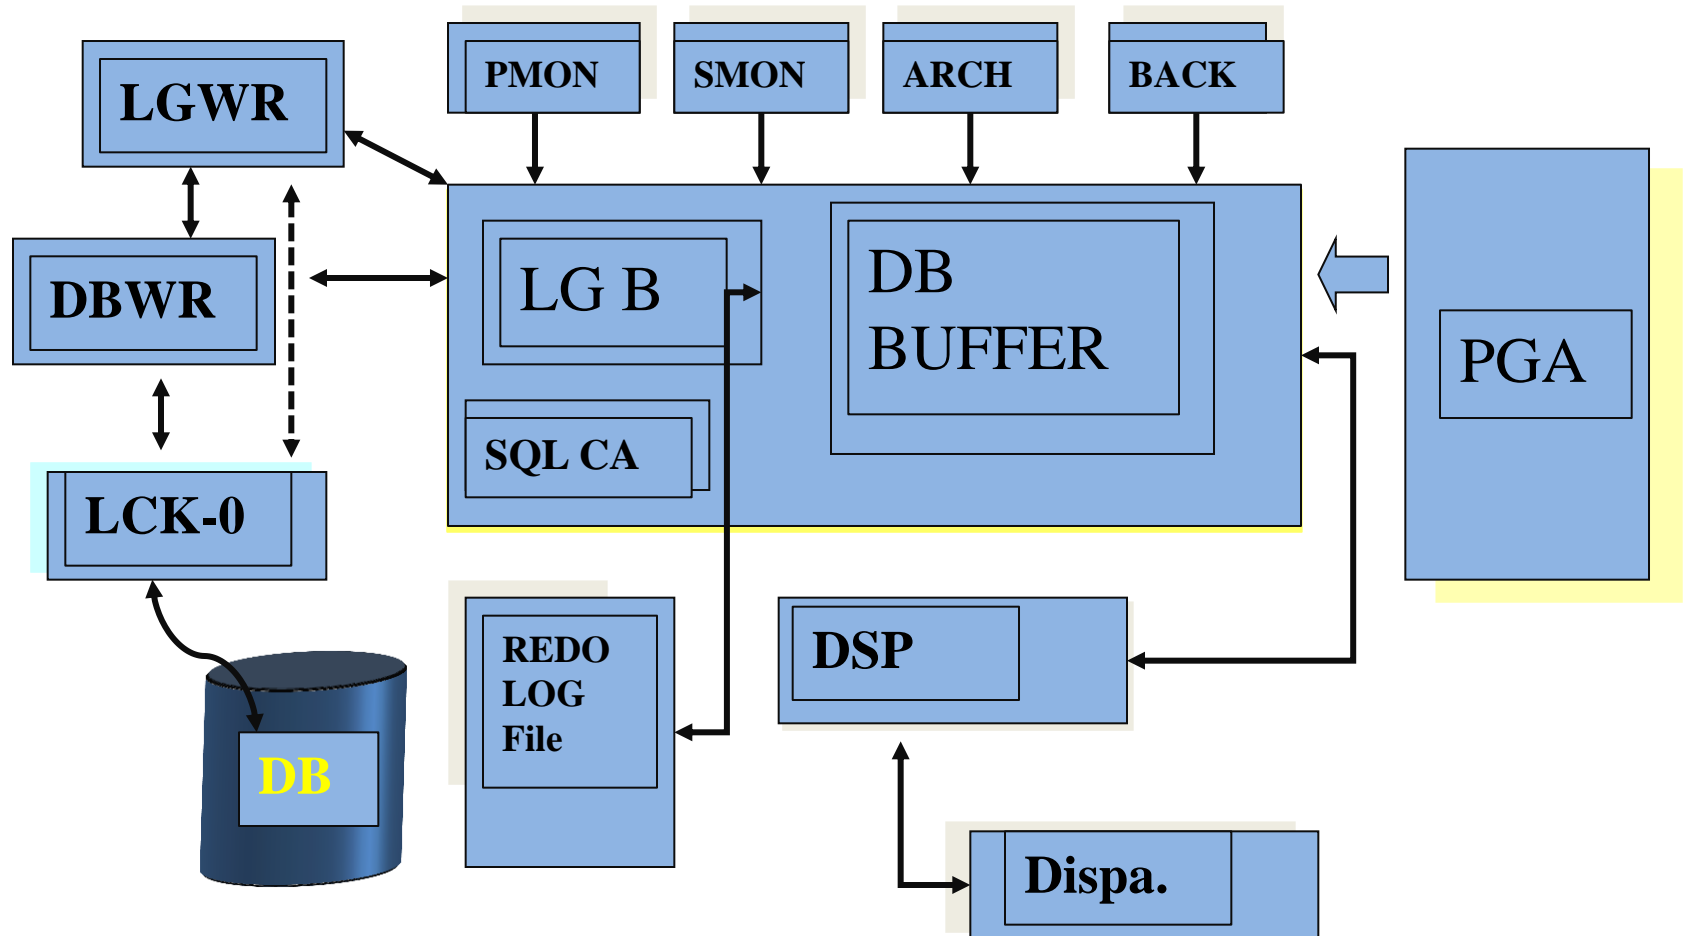 PMON
SMON
ARCH
BACK
LGWR
LG B
DB
BUFFER
DBWR
PGA
SQL CA
LCK-0
REDO
LOG
File
DSP
DB
Dispa.